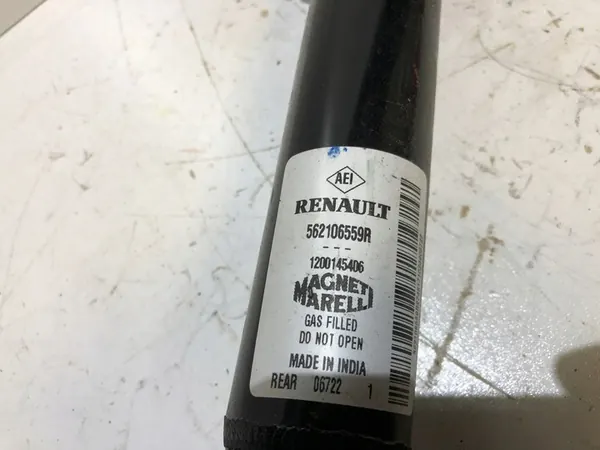 AEI
RENAULT
562106559R
---
1200145406
MAGNETI
MARELLI
GAS FILLED
DO NOT OPEN
MADE IN INDIA
REAR 06722 1